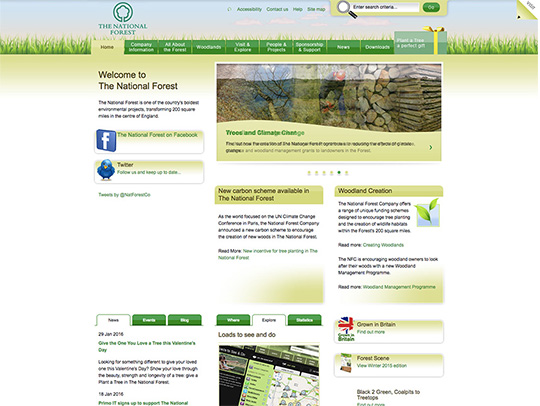 Accessibility Contact us Help Site map
Enter search criteria... Go
Visit
THE NATIONAL
FOREST
Home
Company
Information
All About
the Forest
Woodlands
Visit &
Explore
People &
Projects
Sponsorship
& Support
News
Downloads
Plant a Tree
a perfect gift
Welcome to
The National Forest
The National Forest is one of the country's boldest
environmental projects, transforming 200 square
miles in the centre of England.
The National Forest on Facebook
Twitter
Follow us and keep up to date...
Tweets by @NatForestCo
New carbon scheme available in
The National Forest
As the world focused on the UN Climate Change
Conference in Paris, the National Forest Company
announced a new carbon scheme to encourage
the creation of new woods in The National Forest.
Read More: New incentive for tree planting in The
National Forest
Woodland Creation
The National Forest Company offers
a range of unique funding schemes
designed to encourage tree planting
and the creation of wildlife habitats
within the Forest's 200 square miles.
Read more: Creating Woodlands
The NFC is encouraging woodland owners to look
after their woods with a new Woodland
Management Programme.
Read more: Woodland Management Programme
News Events Blog
29 Jan 2016
Give the One You Love a Tree this Valentine's
Day
Looking for something different to give your loved
one this Valentine's Day? Show your love through
the beauty, strength and longevity of a tree: give a
Plant a Tree in The National Forest.
18 Jan 2016
Primo IT signs up to support The National
Where Explore Statistics
Loads to see and do
Grown in Britain
Find out more
Forest Scene
View Winter 2015 edition
Black 2 Green, Coalpits to
Treetops
Find out more